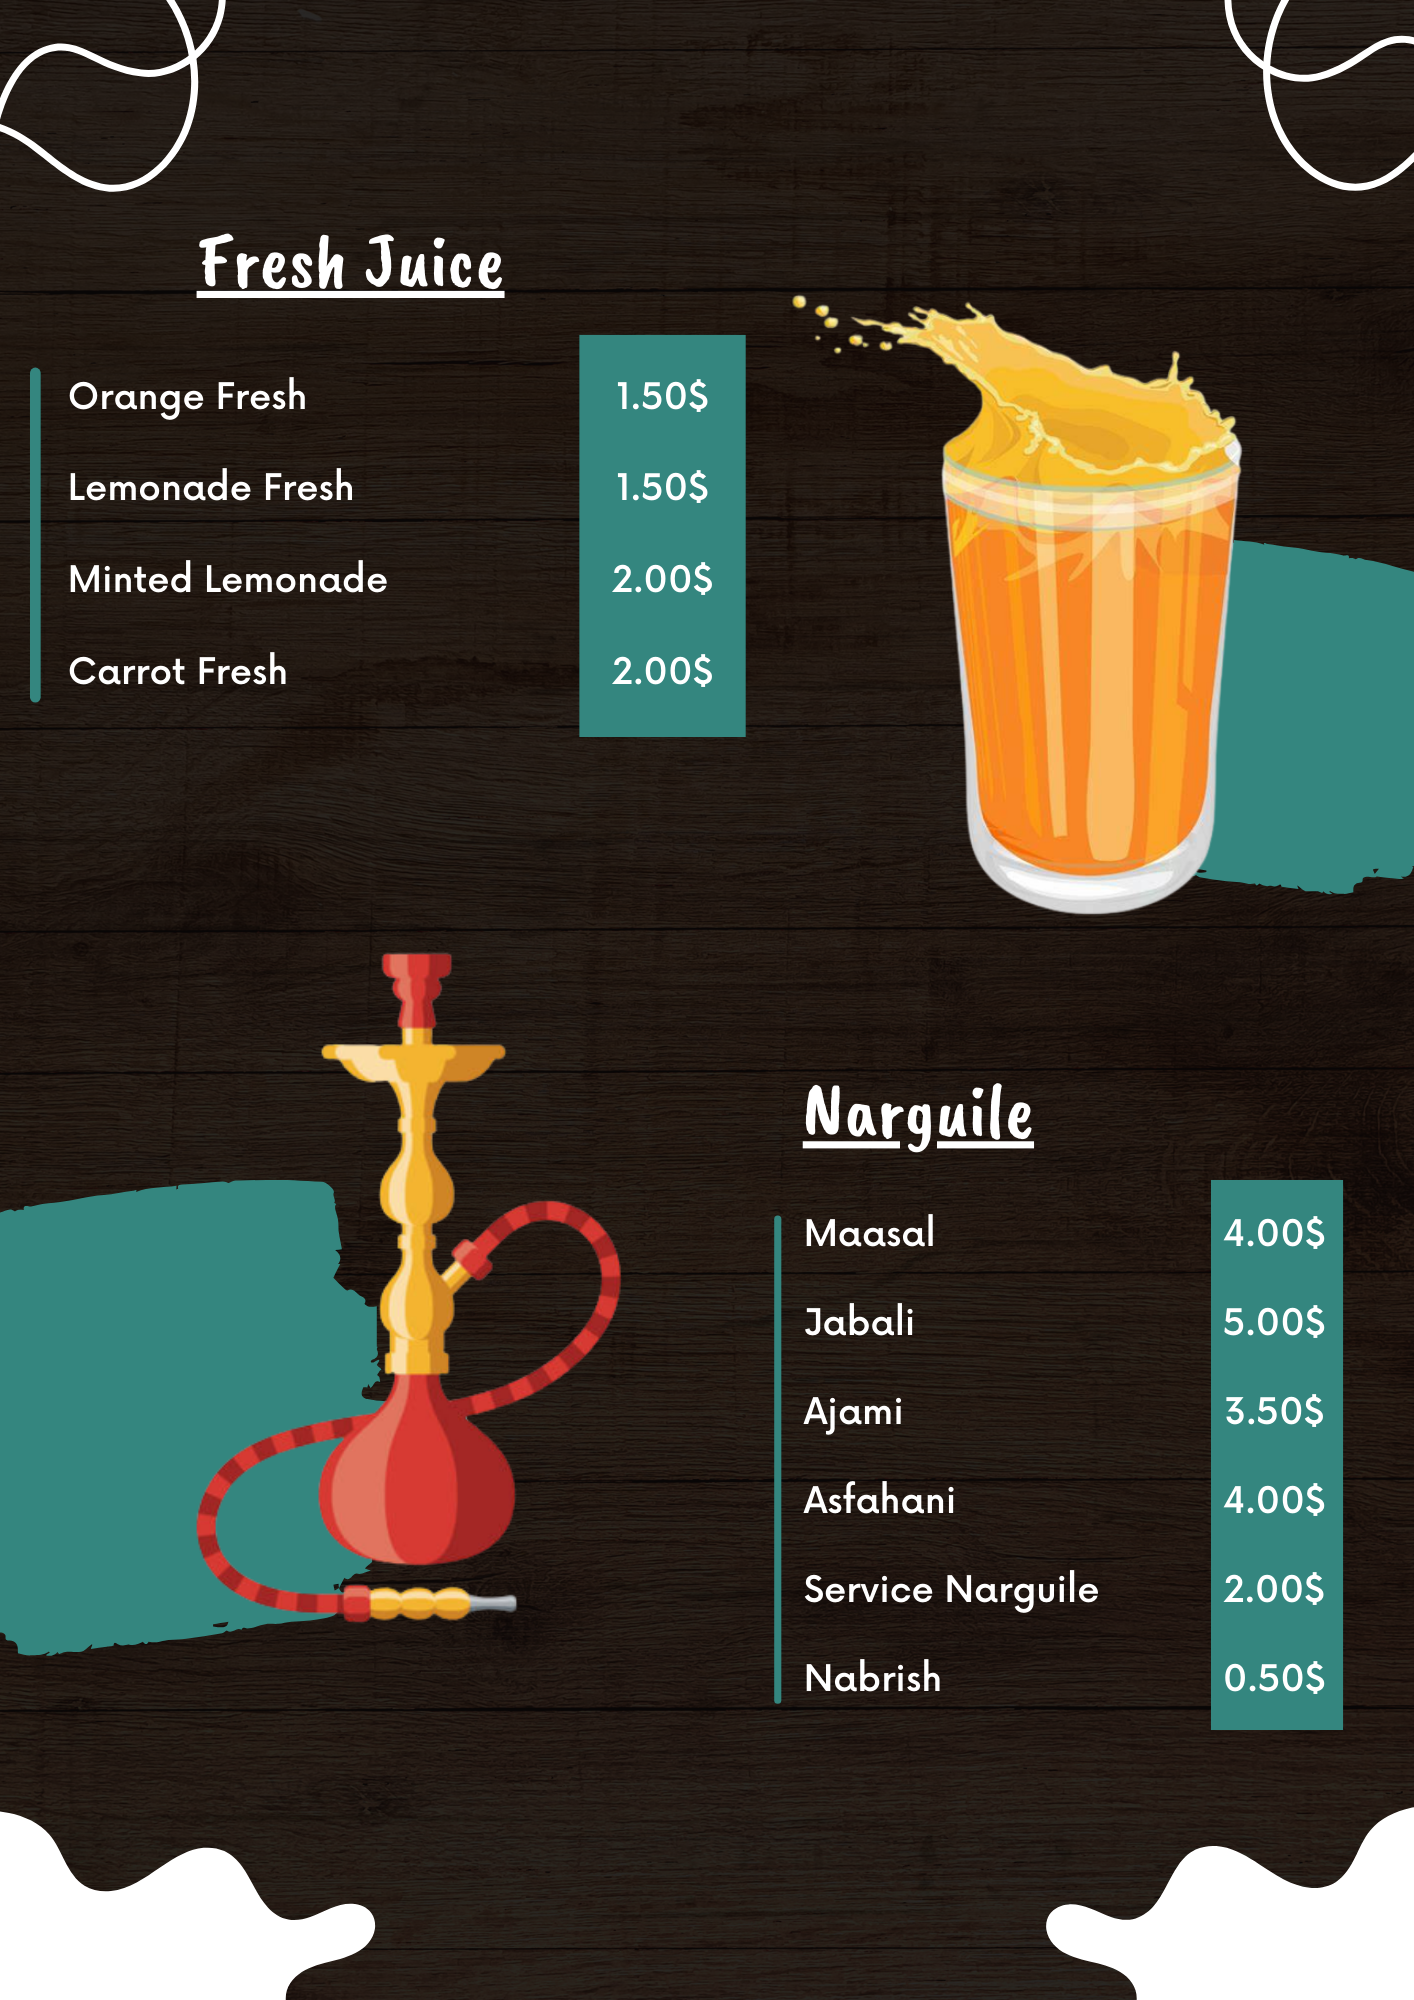 Fresh Juice
Orange Fresh 1.50$
Lemonade Fresh 1.50$
Minted Lemonade 2.00$
Carrot Fresh 2.00$
Narguile
Maasal 4.00$
Jabali 5.00$
Ajami 3.50$
Asfahani 4.00$
Service Narguile 2.00$
Nabrish 0.50$